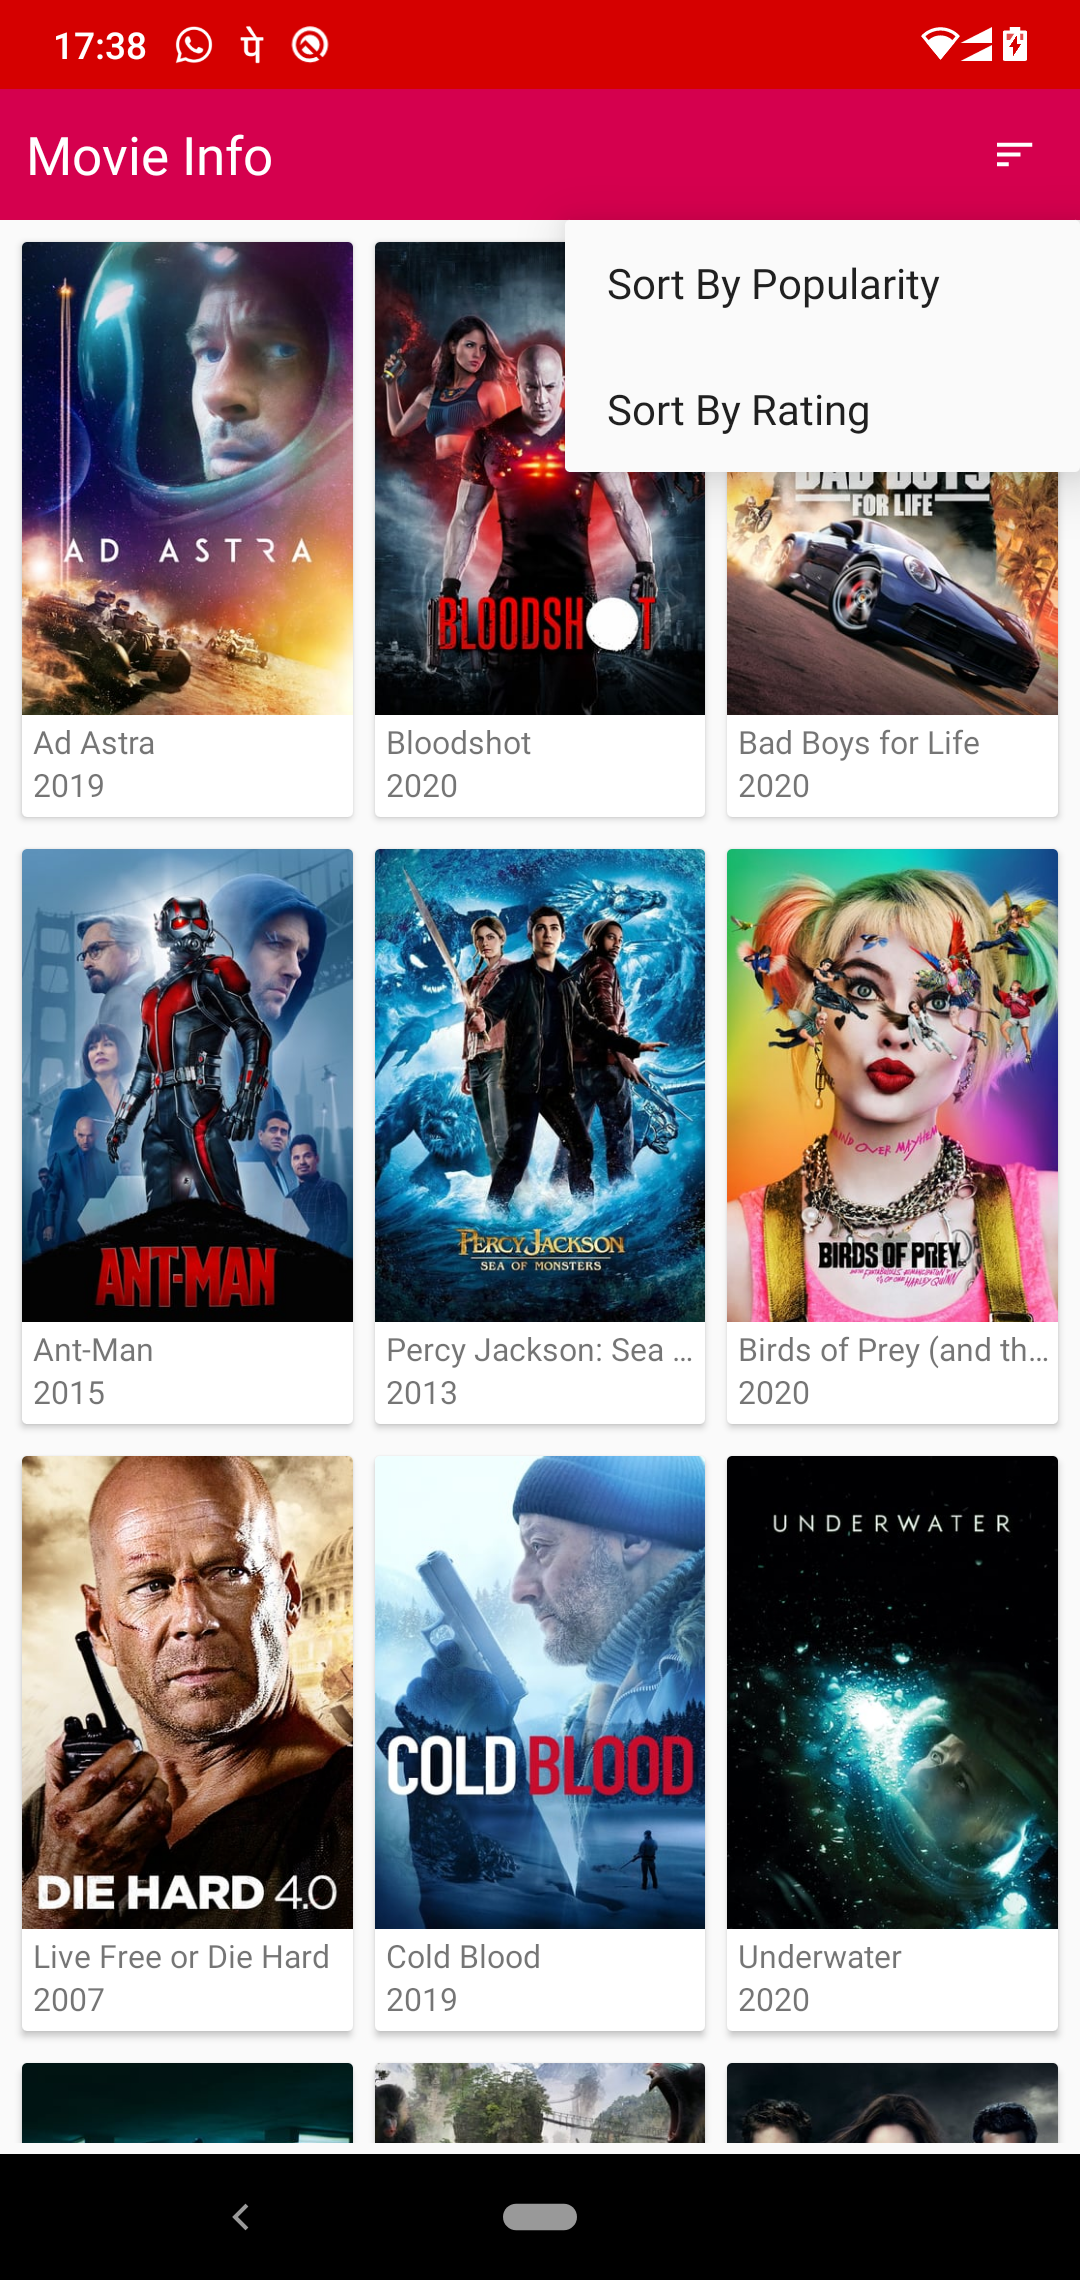 17:38 पे
Movie Info
Sort By Popularity
Sort By Rating
AD ASTRA
BLOODSHOT
BAD BOYS
FOR LIFE
Ad Astra
2019
Bloodshot
2020
Bad Boys for Life
2020
ANT-MAN
PERCY JACKSON
SEA OF MONSTERS
MIND OVER MAYHEM
BIRDS OF PREY
Ant-Man
2015
Percy Jackson: Sea ...
2013
Birds of Prey (and th...
2020
DIE HARD 4.0
COLD BLOOD
UNDERWATER
Live Free or Die Hard
2007
Cold Blood
2019
Underwater
2020